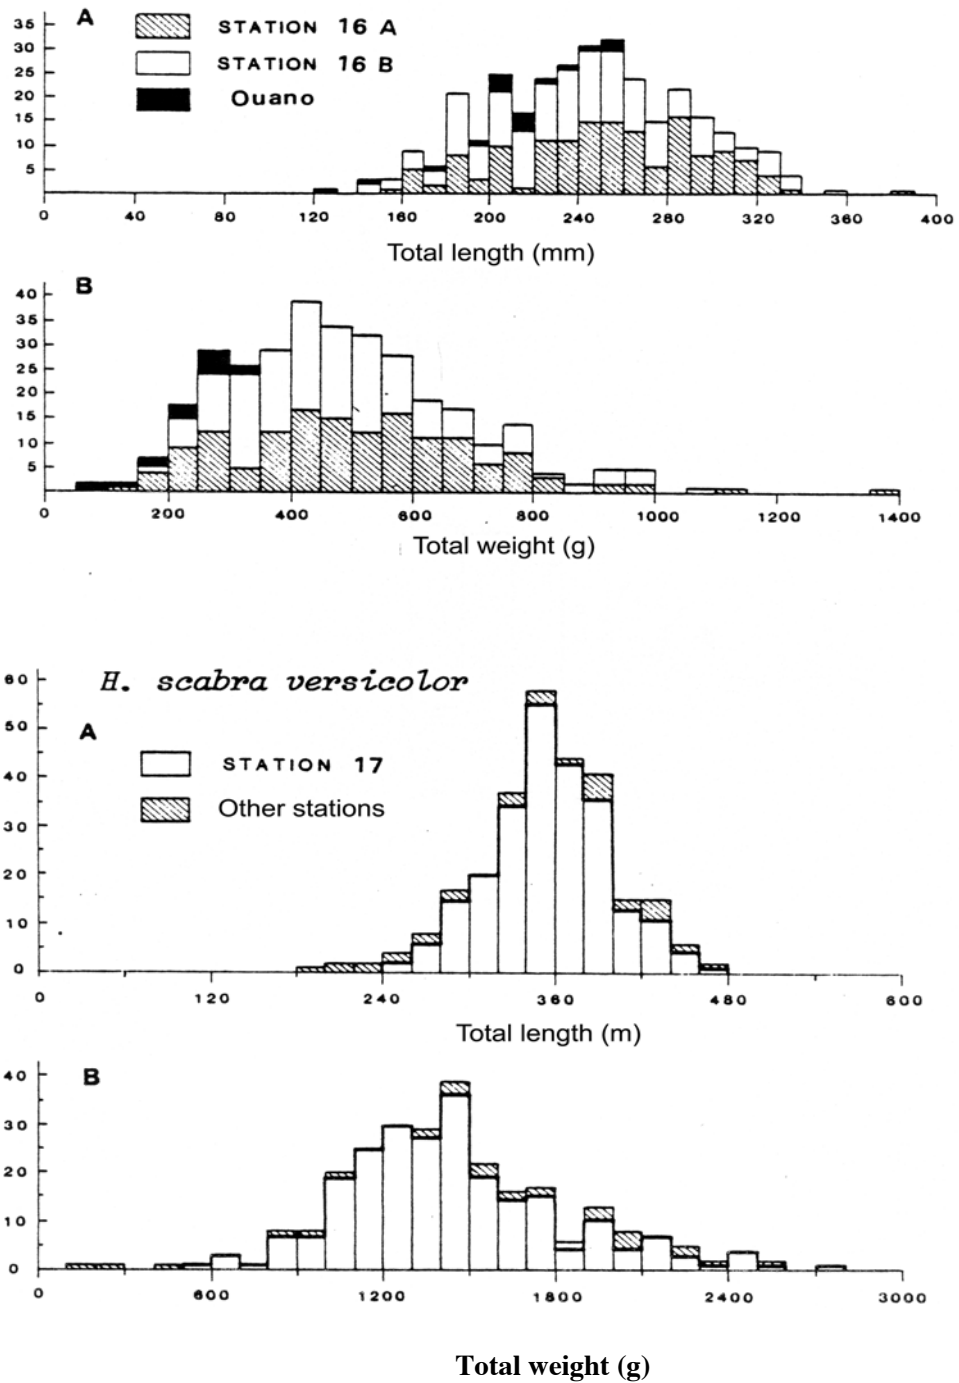 A
STATION 16 A
STATION 16 B
Ouano
35
30
25
20
15
10
5
0 40 80 120 160 200 240 280 320 360 400
Total length (mm)
B
40
35
30
25
20
15
10
5
0 200 400 600 800 1000 1200 1400
Total weight (g)
H. scabra versicolor
A
STATION 17
Other stations
60
50
40
30
20
10
0
0 120 240 360 480 600
Total length (m)
B
40
30
20
10
0
0 600 1200 1800 2400 3000
Total weight (g)